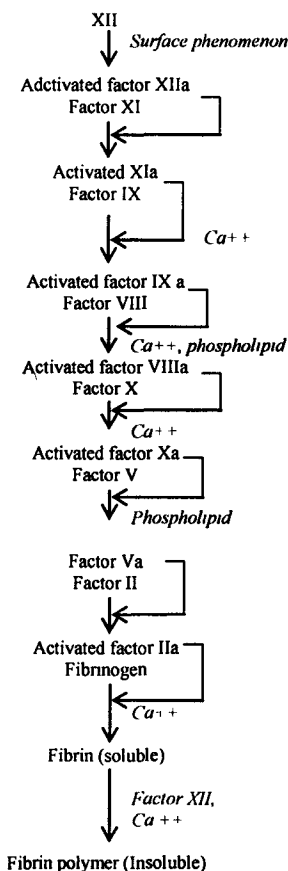 XII
Surface phenomenon
Adctivated factor XIIa
Factor XI
Activated XIa
Factor IX
Ca++
Activated factor IX a
Factor VIII
Ca++, phospholipid
Activated factor VIIIa
Factor X
Ca++
Activated factor Xa
Factor V
Phospholipid
Factor Va
Factor II
Activated factor IIa
Fibrinogen
Ca++
Fibrin (soluble)
Factor XII,
Ca ++
Fibrin polymer (Insoluble)